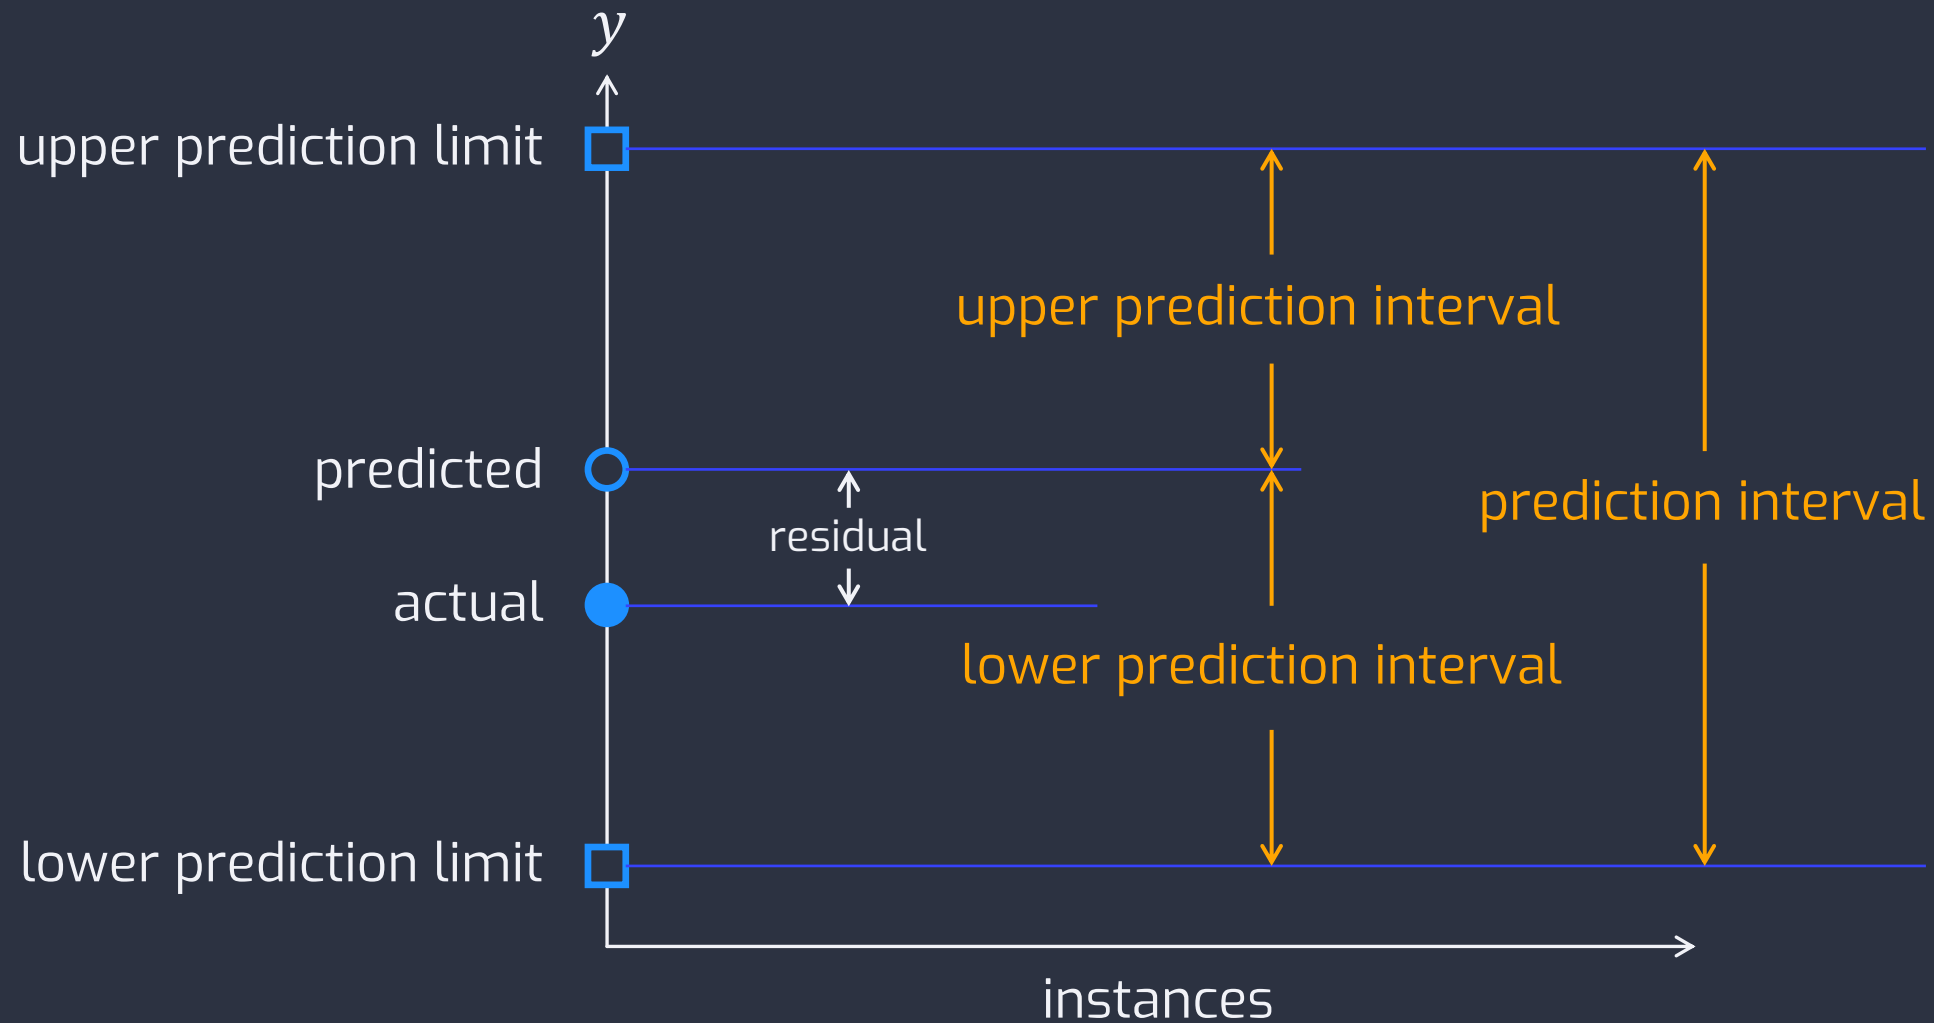 y
upper prediction limit
upper prediction interval
predicted
prediction interval
residual
actual
lower prediction interval
lower prediction limit
instances